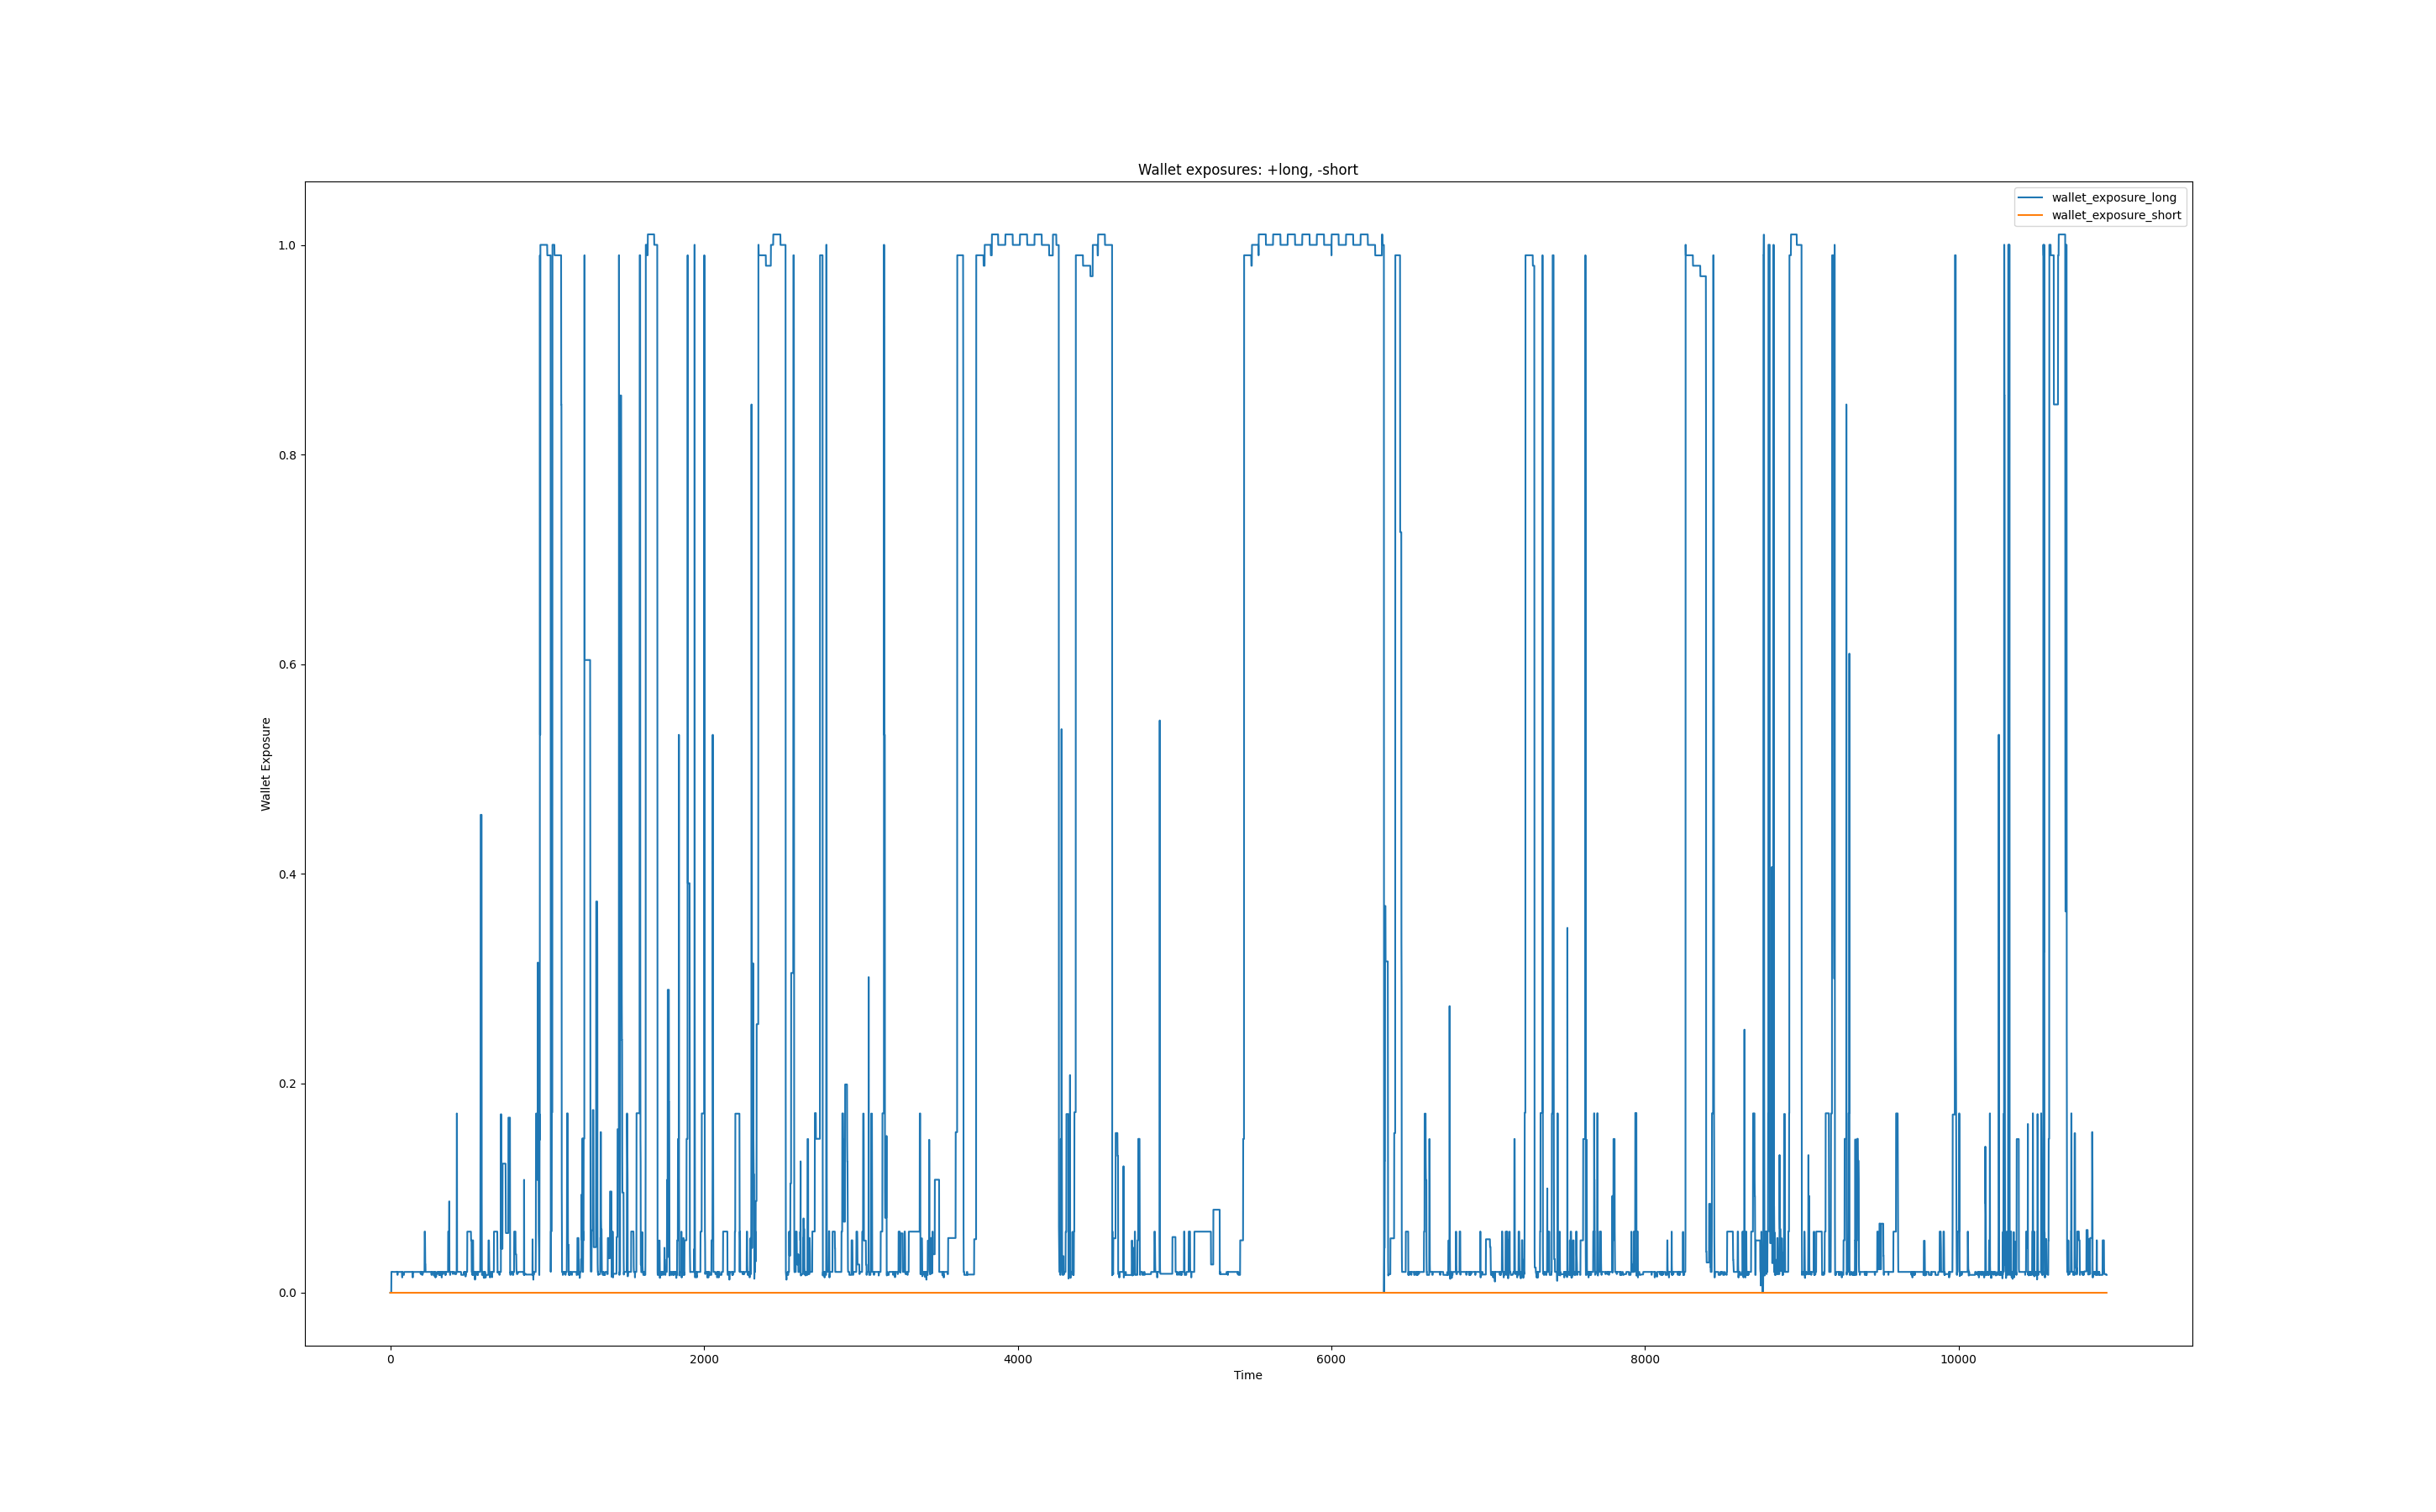 Wallet exposures: +long, -short
wallet_exposure_long
wallet_exposure_short
1.0
0.8
0.6
0.4
0.2
0.0
Wallet Exposure
0 2000 4000 6000 8000 10000
Time